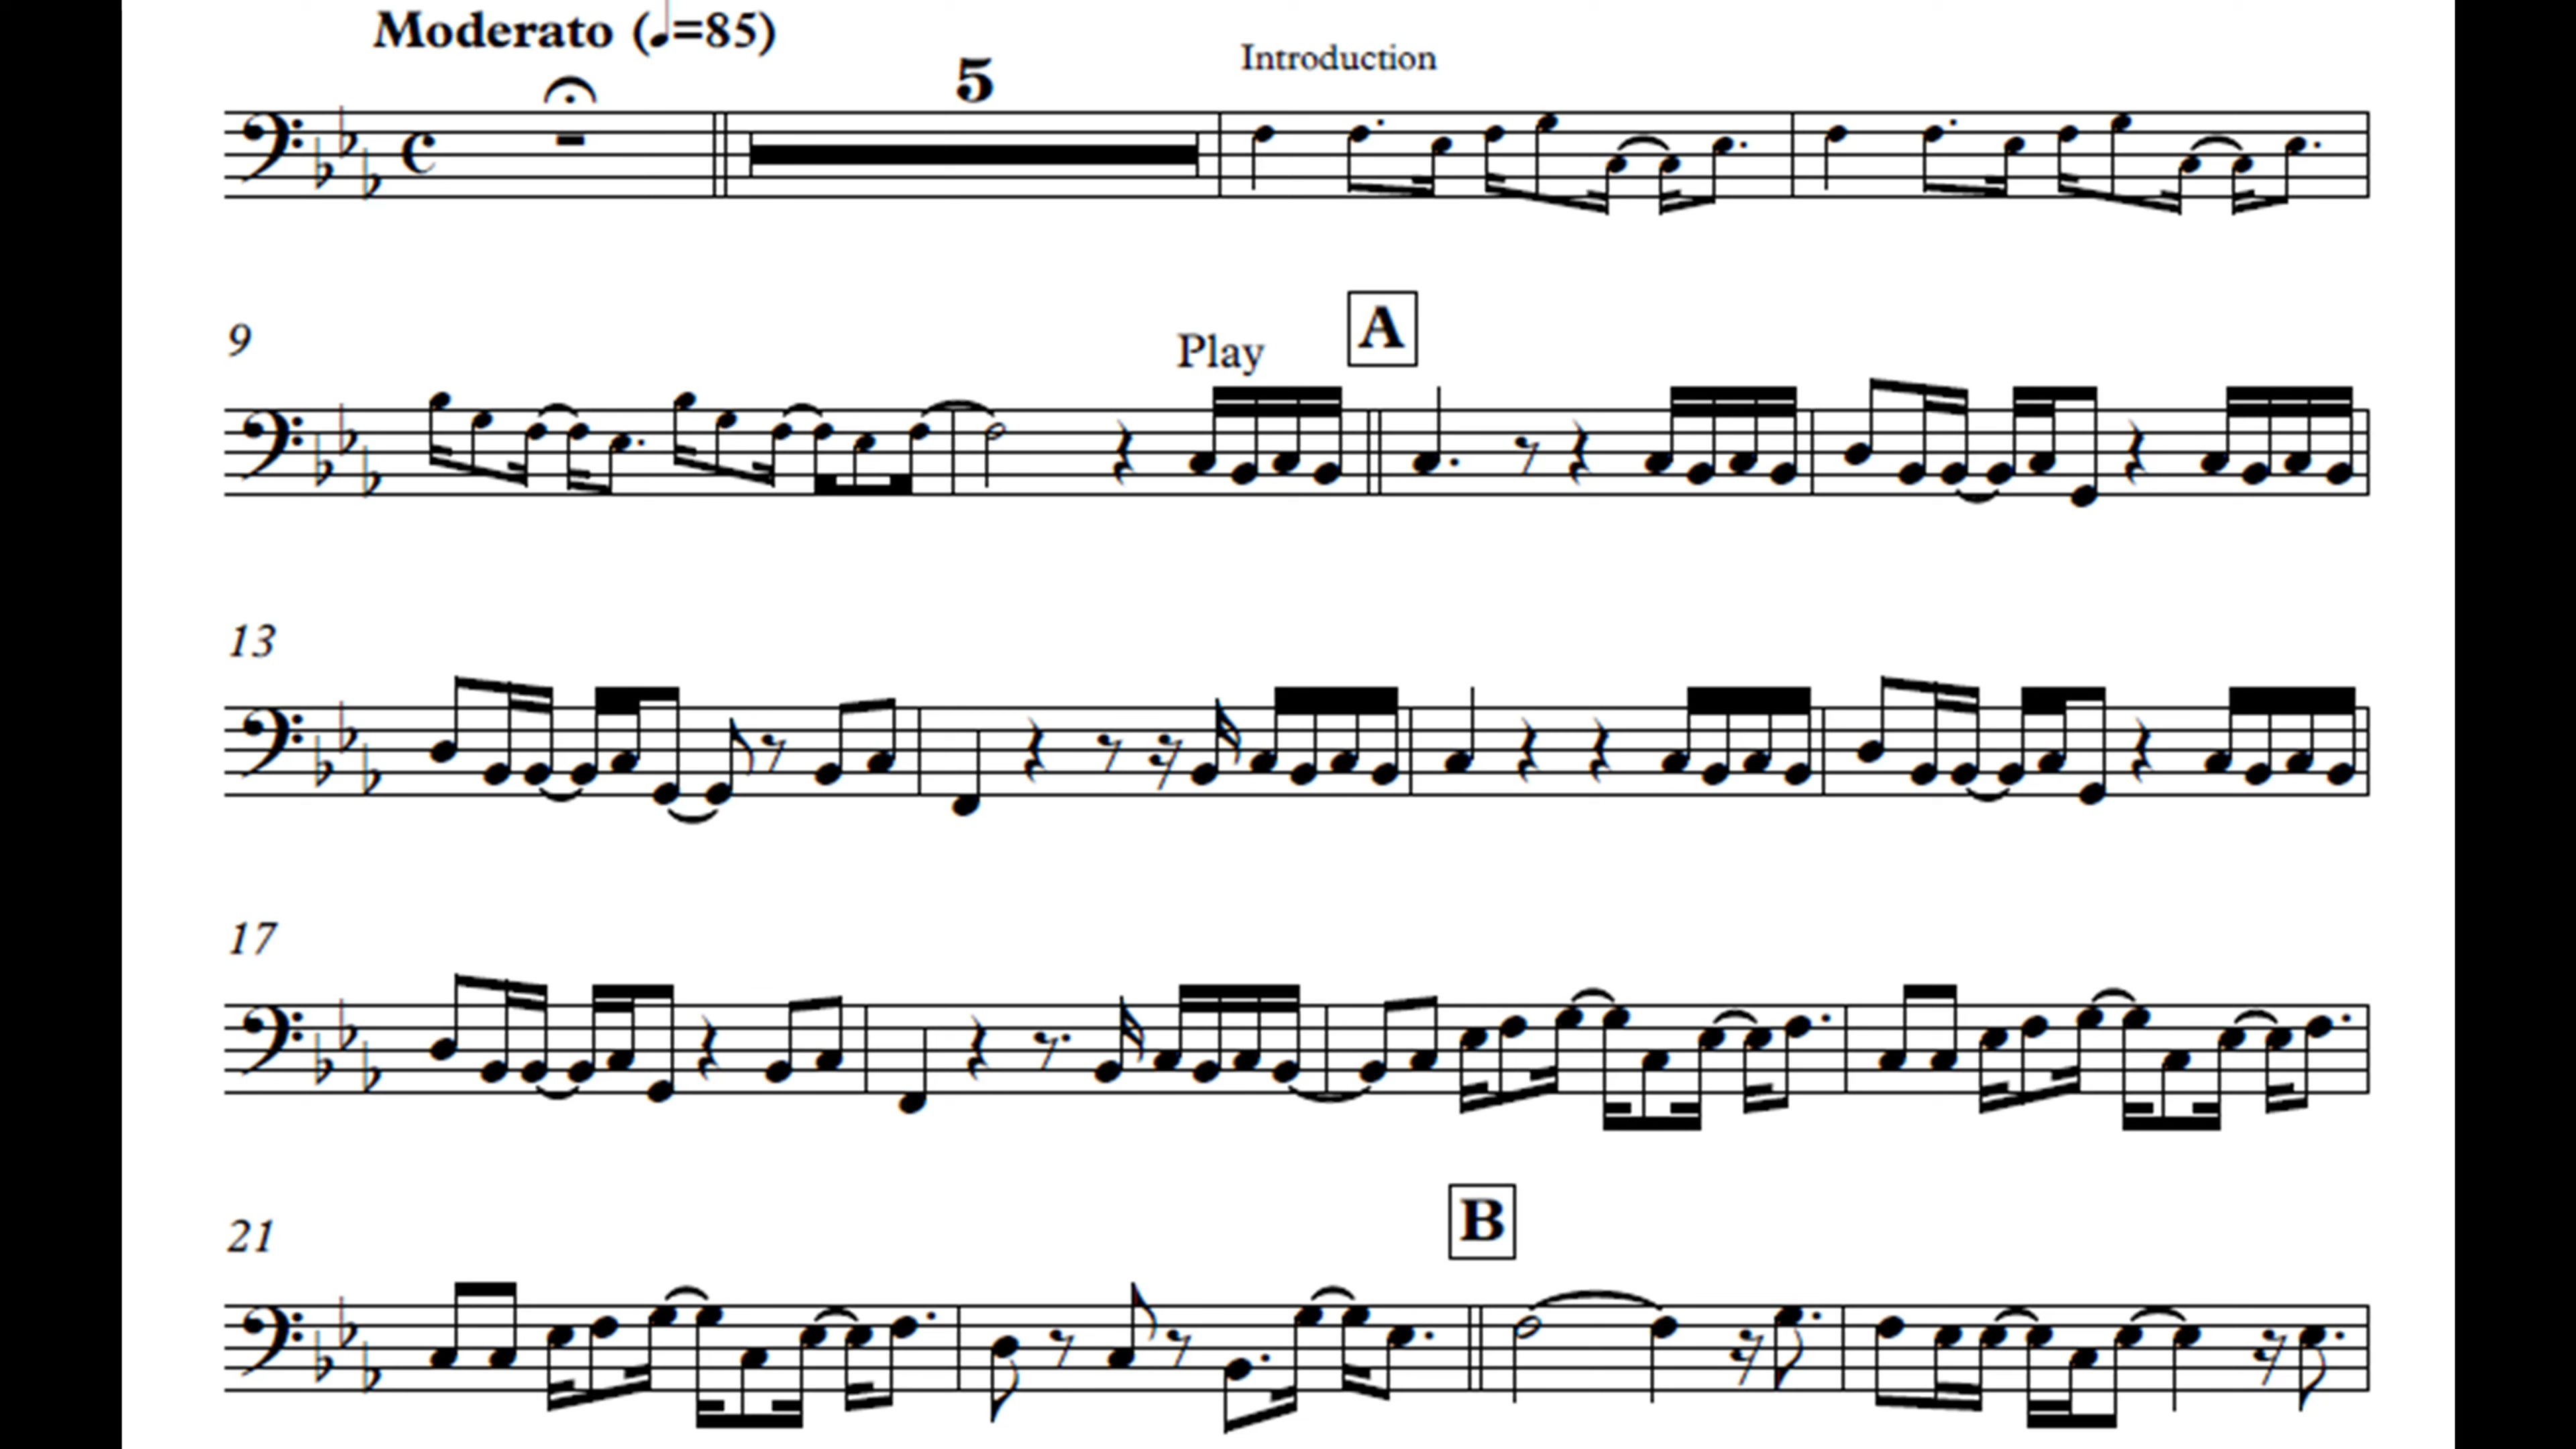 Moderato (♩=85)
5
Introduction
9
Play
A
13
17
21
B